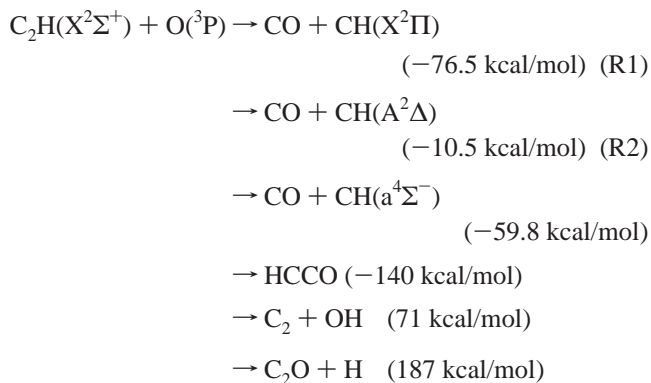 C₂H(X²Σ⁺) + O(³P) → CO + CH(X²Π)
(−76.5 kcal/mol) (R1)
→ CO + CH(A²Δ)
(−10.5 kcal/mol) (R2)
→ CO + CH(a⁴Σ⁻)
(−59.8 kcal/mol)
→ HCCO (−140 kcal/mol)
→ C₂ + OH (71 kcal/mol)
→ C₂O + H (187 kcal/mol)